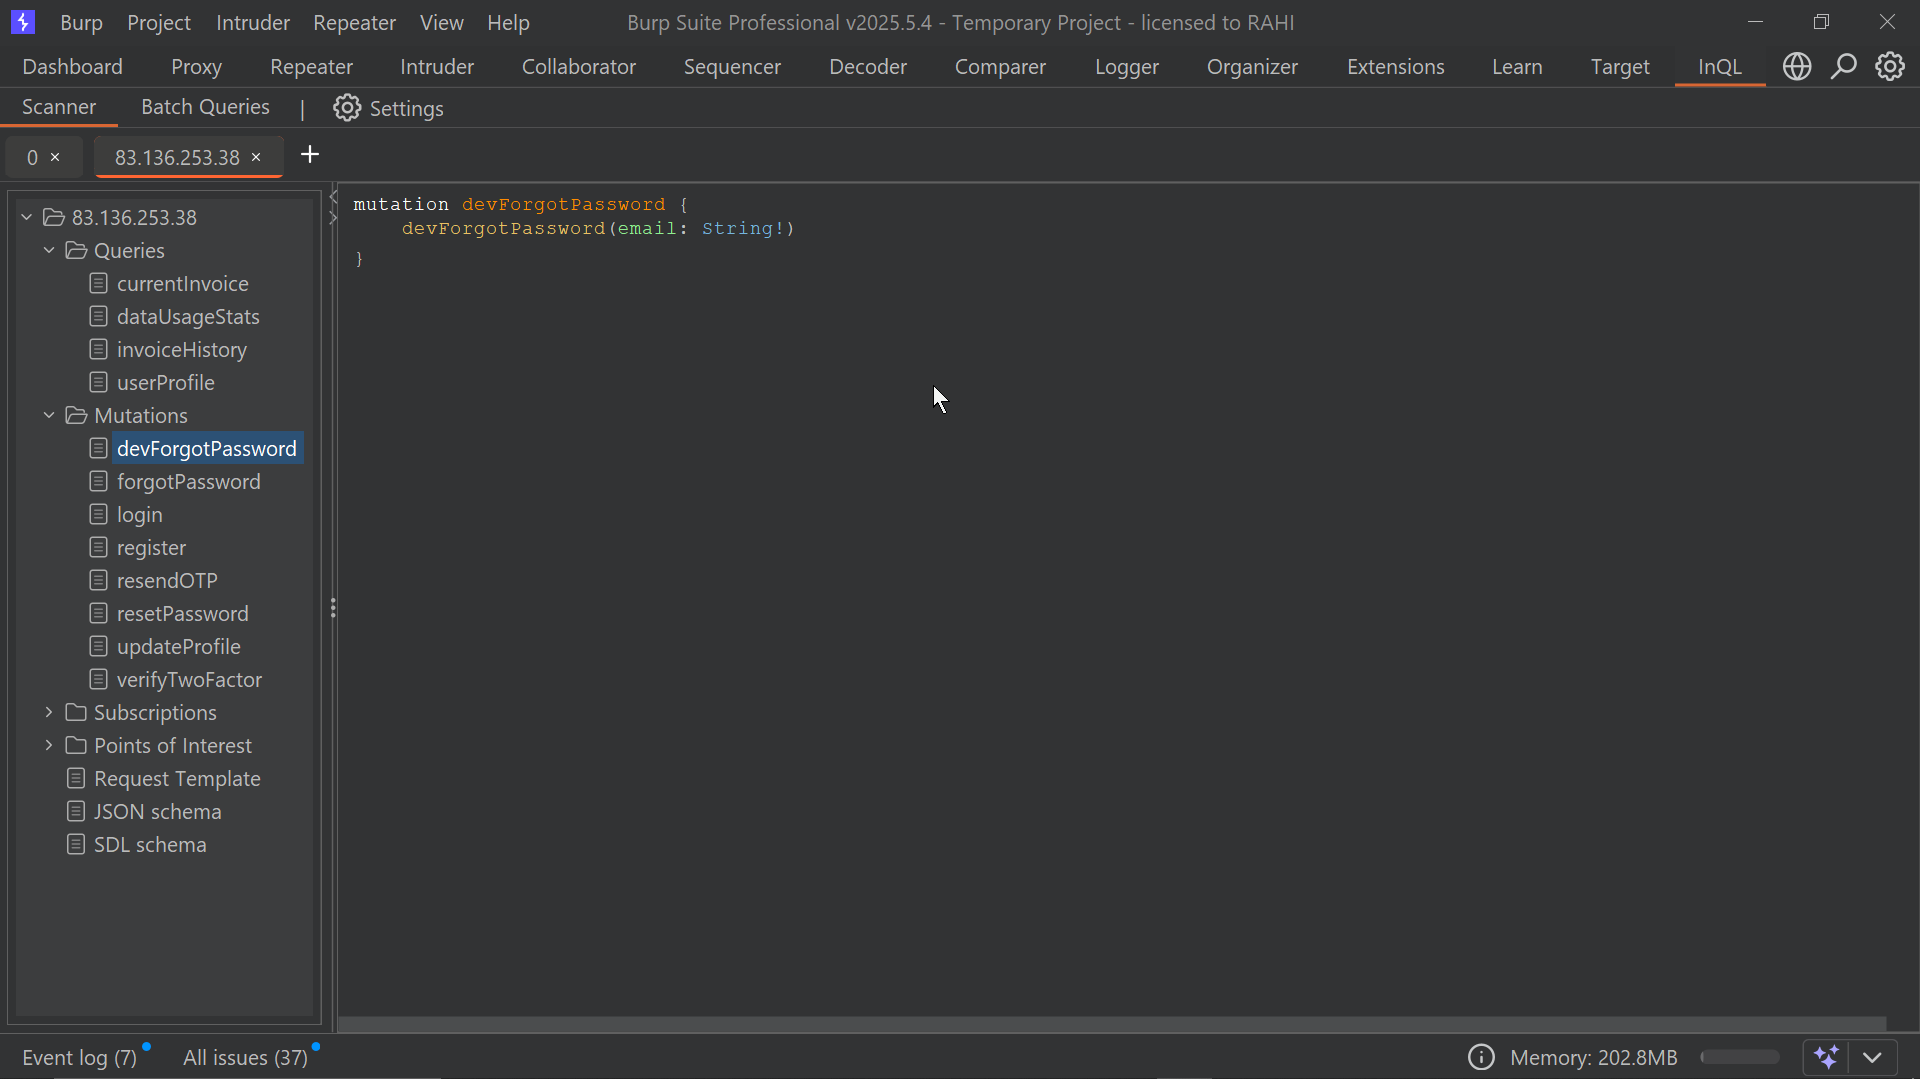 Burp Project Intruder Repeater View Help Burp Suite Professional v2025.5.4 - Temporary Project - licensed to RAHI
Dashboard Proxy Repeater Intruder Collaborator Sequencer Decoder Comparer Logger Organizer Extensions Learn Target InQL
Scanner Batch Queries | Settings
0 × 83.136.253.38 × +
83.136.253.38
Queries
currentInvoice
dataUsageStats
invoiceHistory
userProfile
Mutations
devForgotPassword
forgotPassword
login
register
resendOTP
resetPassword
updateProfile
verifyTwoFactor
Subscriptions
Points of Interest
Request Template
JSON schema
SDL schema
mutation devForgotPassword {
devForgotPassword(email: String!)
}
Event log (7) All issues (37) Memory: 202.8MB